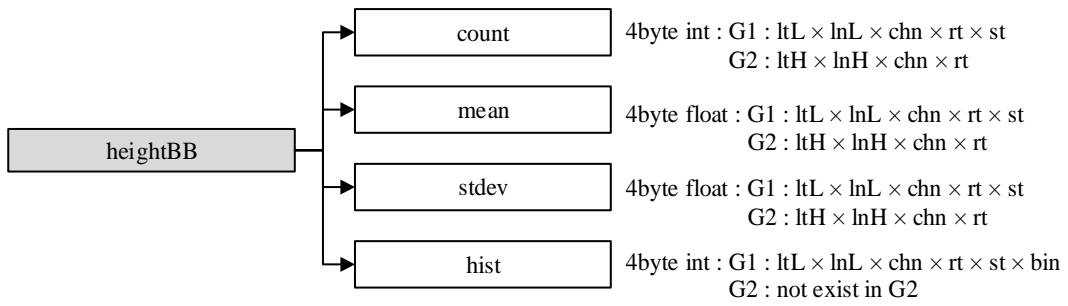 count
4byte int : G1 : ltL × lnL × chn × rt × st
G2 : ltH × lnH × chn × rt
mean
4byte float : G1 : ltL × lnL × chn × rt × st
G2 : ltH × lnH × chn × rt
heightBB
stdev
4byte float : G1 : ltL × lnL × chn × rt × st
G2 : ltH × lnH × chn × rt
hist
4byte int : G1 : ltL × lnL × chn × rt × st × bin
G2 : not exist in G2